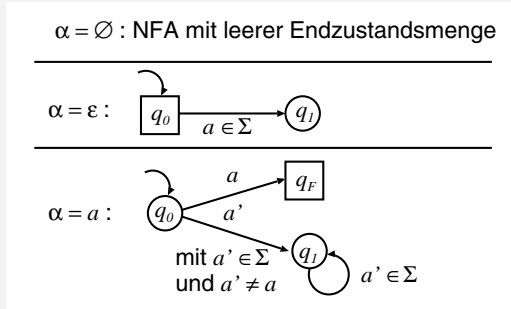 α = ∅ : NFA mit leerer Endzustandsmenge
α = ε :
q0
a ∈ Σ
q1
α = a :
q0
a
qF
a’
mit a’ ∈ Σ
und a’ ≠ a
q1
a’ ∈ Σ